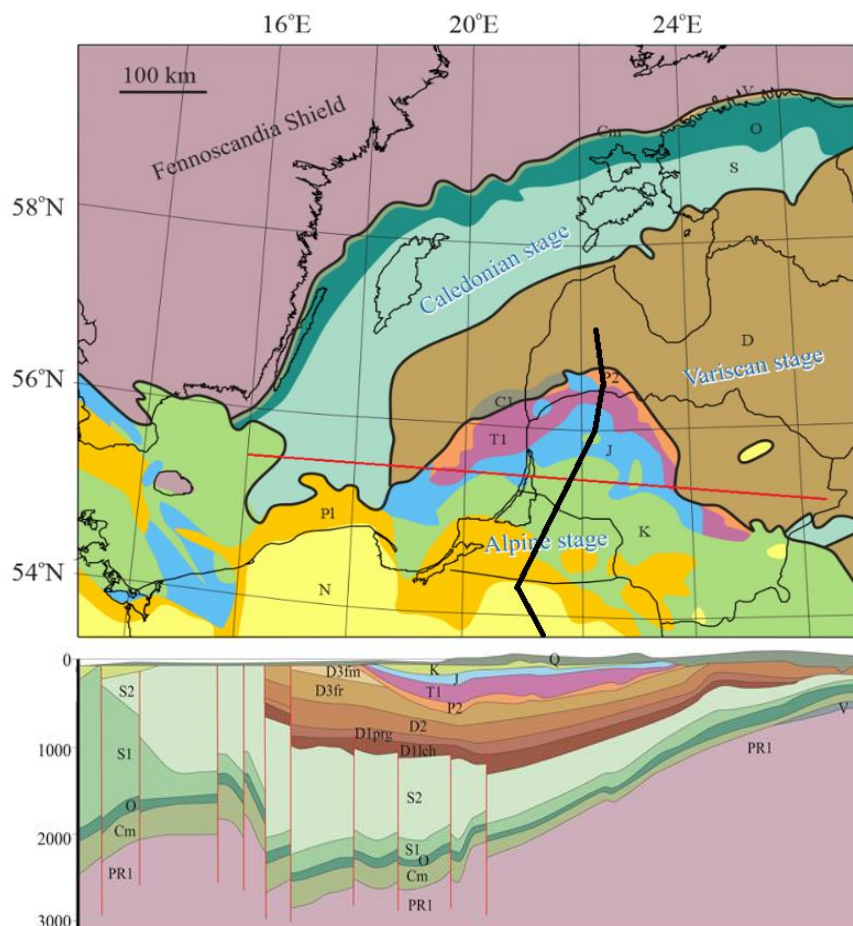 16°E 20°E 24°E
100 km
Fennoscandia Shield
V
Cm
O
S
58°N
Caledonian stage
D
56°N
P2
Variscan stage
C1
T1
J
Pl
K
Alpine stage
54°N
N
0
Q
D3fm
K
S2
D3fr
J
T1
P2
V
D2
D1prg
1000
D1lch
PR1
S1
S2
O
Cm
2000
S1
O
PR1
Cm
PR1
3000